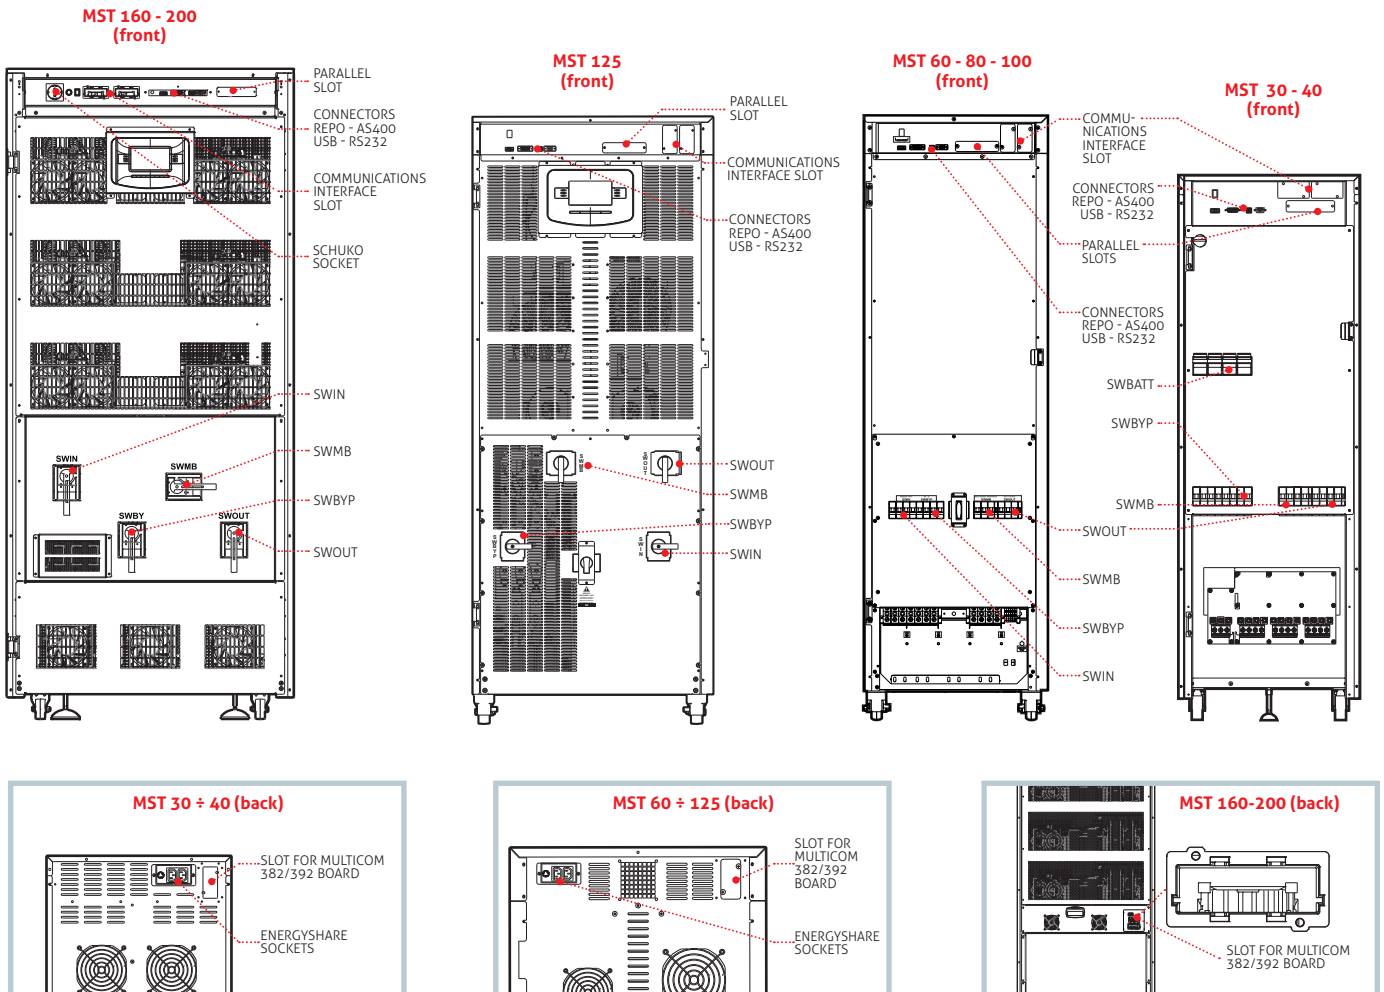 MST 160 - 200
(front)
PARALLEL
SLOT
CONNECTORS
REPO - AS400
USB - RS232
COMMUNICATIONS
INTERFACE
SLOT
SCHUKO
SOCKET
SWIN
SWMB
SWBYP
SWOUT
SWIN
SWMB
SWBY
SWOUT
MST 125
(front)
PARALLEL
SLOT
COMMUNICATIONS
INTERFACE SLOT
CONNECTORS
REPO - AS400
USB - RS232
SWOUT
SWMB
SWBYP
SWIN
SWMB
SWOUT
SWBYP
SWIN
MST 60 - 80 - 100
(front)
MST 30 - 40
(front)
COMMU-
NICATIONS
INTERFACE
SLOT
CONNECTORS
REPO - AS400
USB - RS232
PARALLEL
SLOTS
CONNECTORS
REPO - AS400
USB - RS232
SWBATT
SWBYP
SWMB
SWOUT
SWMB
SWBYP
SWIN
MST 30 ÷ 40 (back)
SLOT FOR MULTICOM
382/392 BOARD
ENERGYSHARE
SOCKETS
MST 60 ÷ 125 (back)
SLOT FOR
MULTICOM
382/392
BOARD
ENERGYSHARE
SOCKETS
MST 160-200 (back)
SLOT FOR MULTICOM
382/392 BOARD